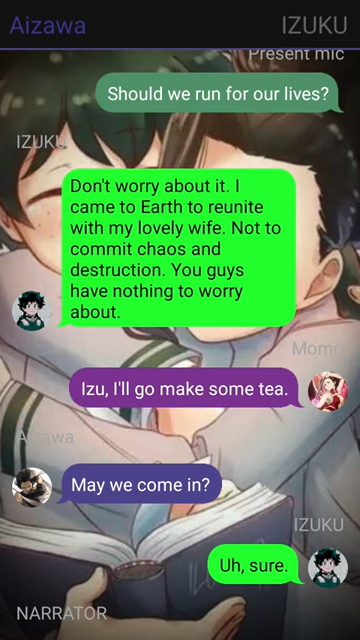 Aizawa IZUKU
Present mic
Should we run for our lives?
IZUKU
Don't worry about it. I
came to Earth to reunite
with my lovely wife. Not to
commit chaos and
destruction. You guys
have nothing to worry
about.
Momo
Izu, I'll go make some tea.
Aizawa
May we come in?
IZUKU
Uh, sure.
NARRATOR